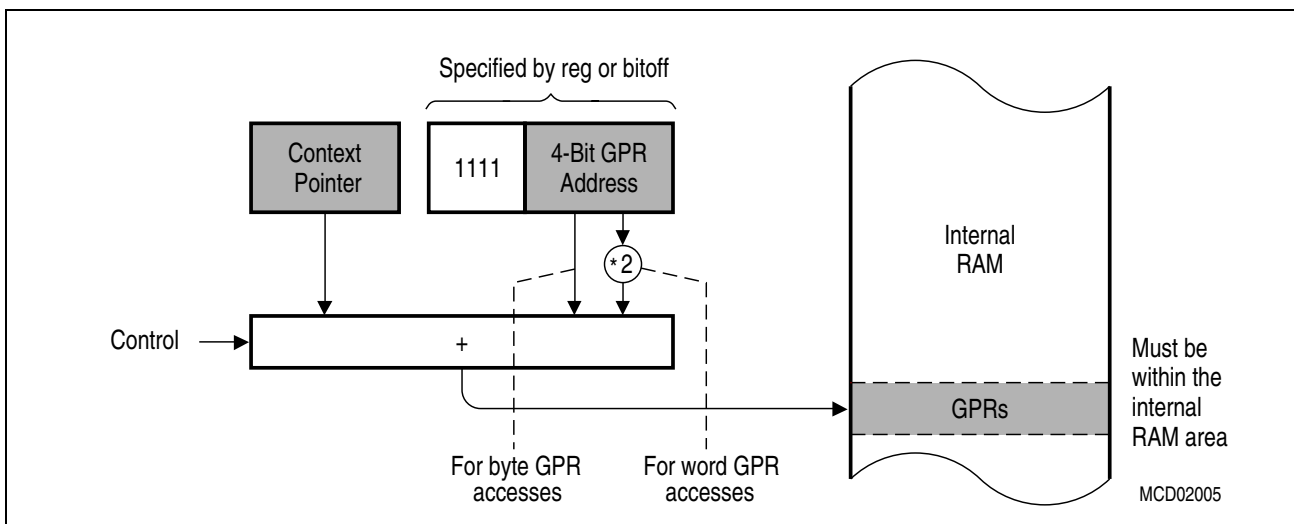 Specified by reg or bitoff
Context
Pointer
1111
4-Bit GPR
Address
*2
Control
+
For byte GPR
accesses
For word GPR
accesses
Internal
RAM
GPRs
Must be
within the
internal
RAM area
MCD02005